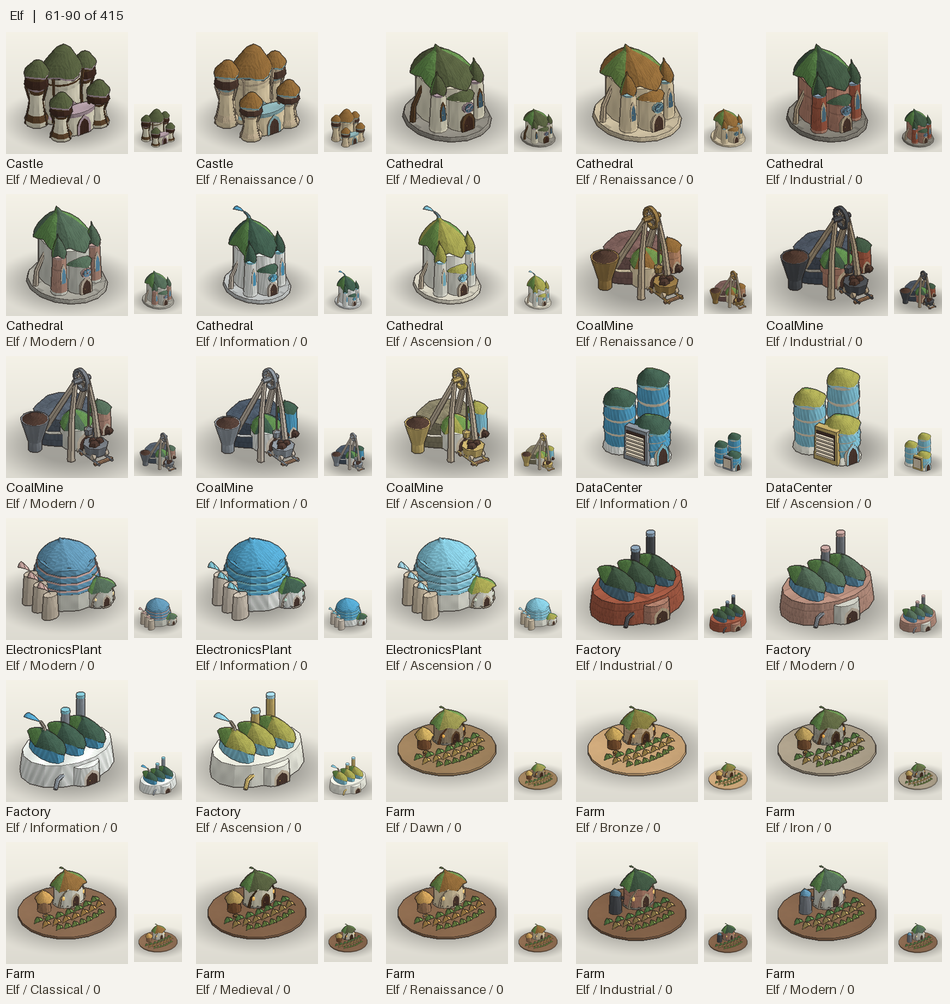 Elf | 61-90 of 415
Castle
Elf / Medieval / 0
Castle
Elf / Renaissance / 0
Cathedral
Elf / Medieval / 0
Cathedral
Elf / Renaissance / 0
Cathedral
Elf / Industrial / 0
Cathedral
Elf / Modern / 0
Cathedral
Elf / Information / 0
Cathedral
Elf / Ascension / 0
CoalMine
Elf / Renaissance / 0
CoalMine
Elf / Industrial / 0
CoalMine
Elf / Modern / 0
CoalMine
Elf / Information / 0
CoalMine
Elf / Ascension / 0
DataCenter
Elf / Information / 0
DataCenter
Elf / Ascension / 0
ElectronicsPlant
Elf / Modern / 0
ElectronicsPlant
Elf / Information / 0
ElectronicsPlant
Elf / Ascension / 0
Factory
Elf / Industrial / 0
Factory
Elf / Modern / 0
Factory
Elf / Information / 0
Factory
Elf / Ascension / 0
Farm
Elf / Dawn / 0
Farm
Elf / Bronze / 0
Farm
Elf / Iron / 0
Farm
Elf / Classical / 0
Farm
Elf / Medieval / 0
Farm
Elf / Renaissance / 0
Farm
Elf / Industrial / 0
Farm
Elf / Modern / 0